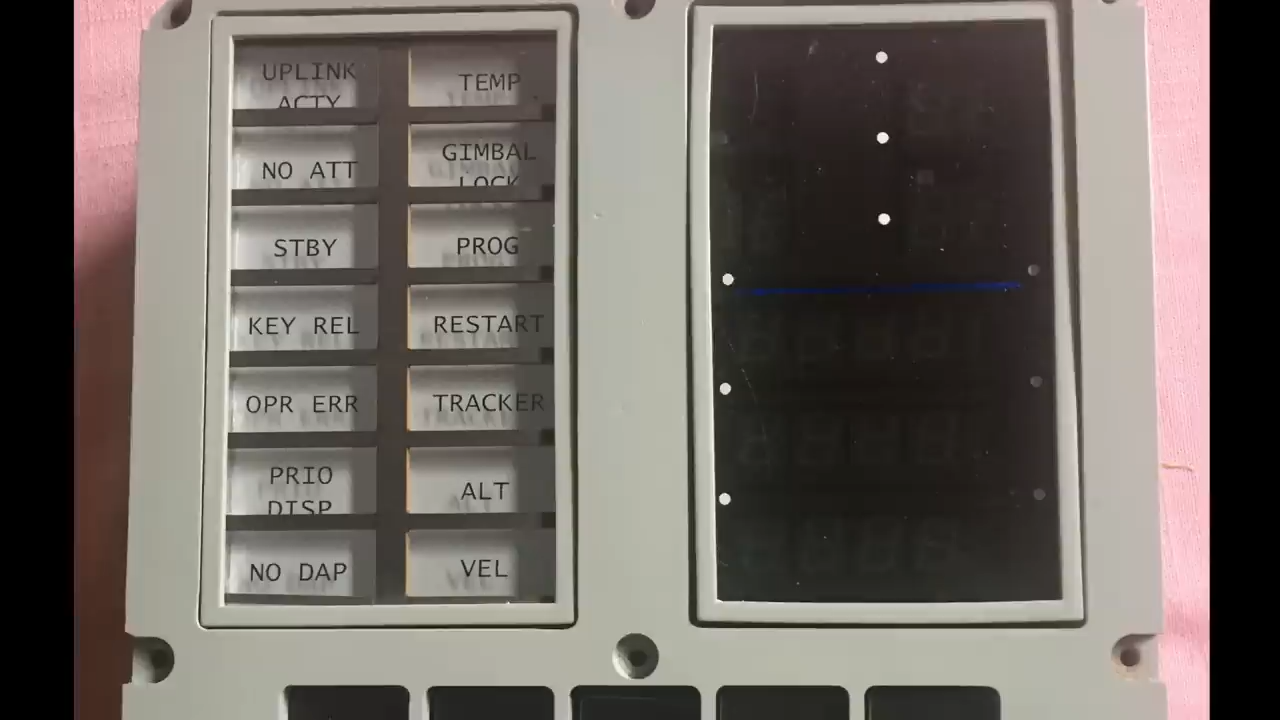 UPLINK
ACTY
TEMP
NO ATT
GIMBAL
LOCK
STBY
PROG
KEY REL
RESTART
OPR ERR
TRACKER
PRIO
DISP
ALT
NO DAP
VEL